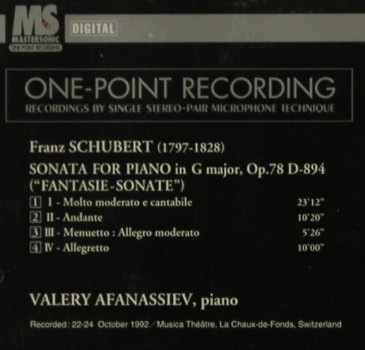 MS
MASTERSONIC
ONE-POINT RECORDING
DIGITAL
ONE-POINT RECORDING
RECORDINGS BY SINGLE STEREO-PAIR MICROPHONE TECHNIQUE
Franz SCHUBERT (1797-1828)
SONATA FOR PIANO in G major, Op.78 D-894
("FANTASIE-SONATE")
1 I - Molto moderato e cantabile 23'12"
2 II - Andante 10'20"
3 III - Menuetto : Allegro moderato 5'26"
4 IV - Allegretto 10'00"
VALERY AFANASSIEV, piano
Recorded : 22-24 October 1992／Musica Théâtre, La Chaux-de-Fonds, Switzerland